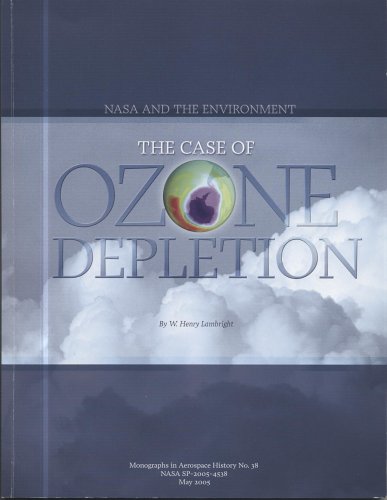 NASA AND THE ENVIRONMENT
THE CASE OF
OZONE
DEPLETION
By W. Henry Lambright
Monographs in Aerospace History No. 38
NASA SP-2005-4538
May 2005